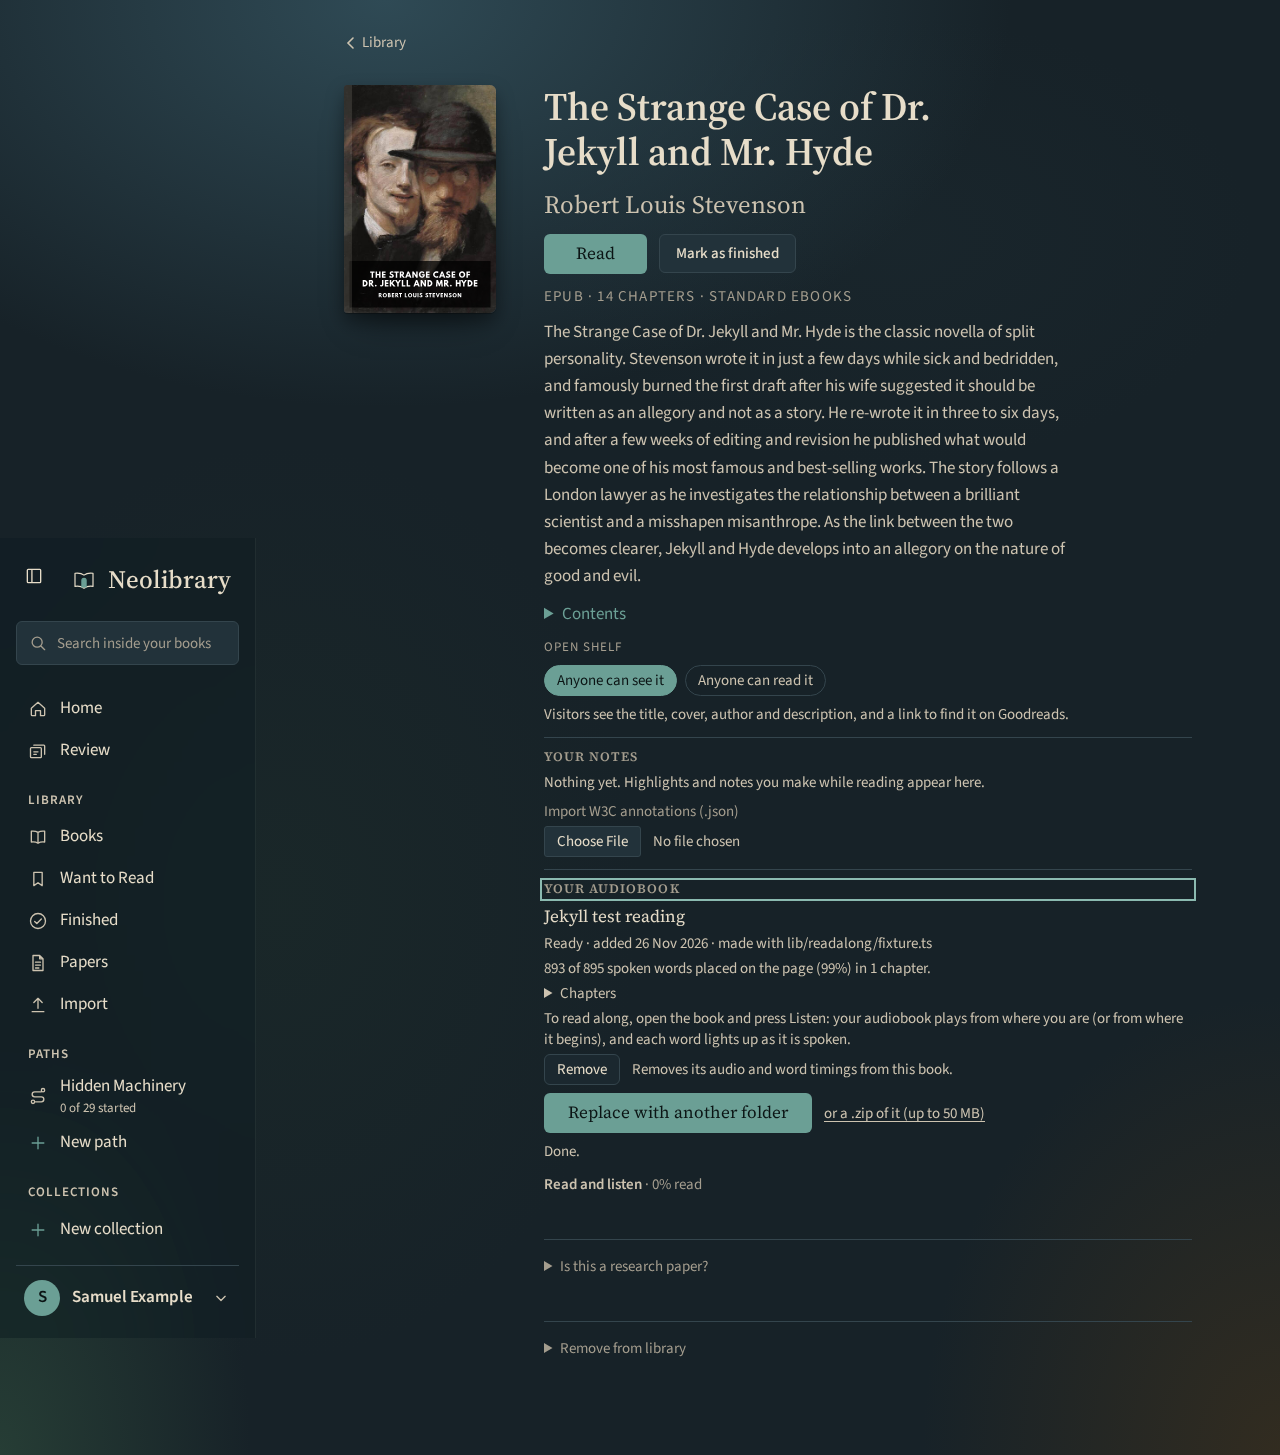 Library
THE STRANGE CASE OF
DR. JEKYLL AND MR. HYDE
ROBERT LOUIS STEVENSON
The Strange Case of Dr.
Jekyll and Mr. Hyde
Robert Louis Stevenson
Read
Mark as finished
EPUB · 14 CHAPTERS · STANDARD EBOOKS
The Strange Case of Dr. Jekyll and Mr. Hyde is the classic novella of split
personality. Stevenson wrote it in just a few days while sick and bedridden,
and famously burned the first draft after his wife suggested it should be
written as an allegory and not as a story. He re-wrote it in three to six days,
and after a few weeks of editing and revision he published what would
become one of his most famous and best-selling works. The story follows a
London lawyer as he investigates the relationship between a brilliant
scientist and a misshapen misanthrope. As the link between the two
becomes clearer, Jekyll and Hyde develops into an allegory on the nature of
good and evil.
Contents
OPEN SHELF
Anyone can see it
Anyone can read it
Visitors see the title, cover, author and description, and a link to find it on Goodreads.
YOUR NOTES
Nothing yet. Highlights and notes you make while reading appear here.
Import W3C annotations (.json)
Choose File
No file chosen
YOUR AUDIOBOOK
Jekyll test reading
Ready · added 26 Nov 2026 · made with lib/readalong/fixture.ts
893 of 895 spoken words placed on the page (99%) in 1 chapter.
Chapters
To read along, open the book and press Listen: your audiobook plays from where you are (or from where
it begins), and each word lights up as it is spoken.
Remove
Removes its audio and word timings from this book.
Replace with another folder
or a .zip of it (up to 50 MB)
Done.
Read and listen · 0% read
Is this a research paper?
Remove from library
Neolibrary
Search inside your books
Home
Review
LIBRARY
Books
Want to Read
Finished
Papers
Import
PATHS
Hidden Machinery
0 of 29 started
New path
COLLECTIONS
New collection
S
Samuel Example